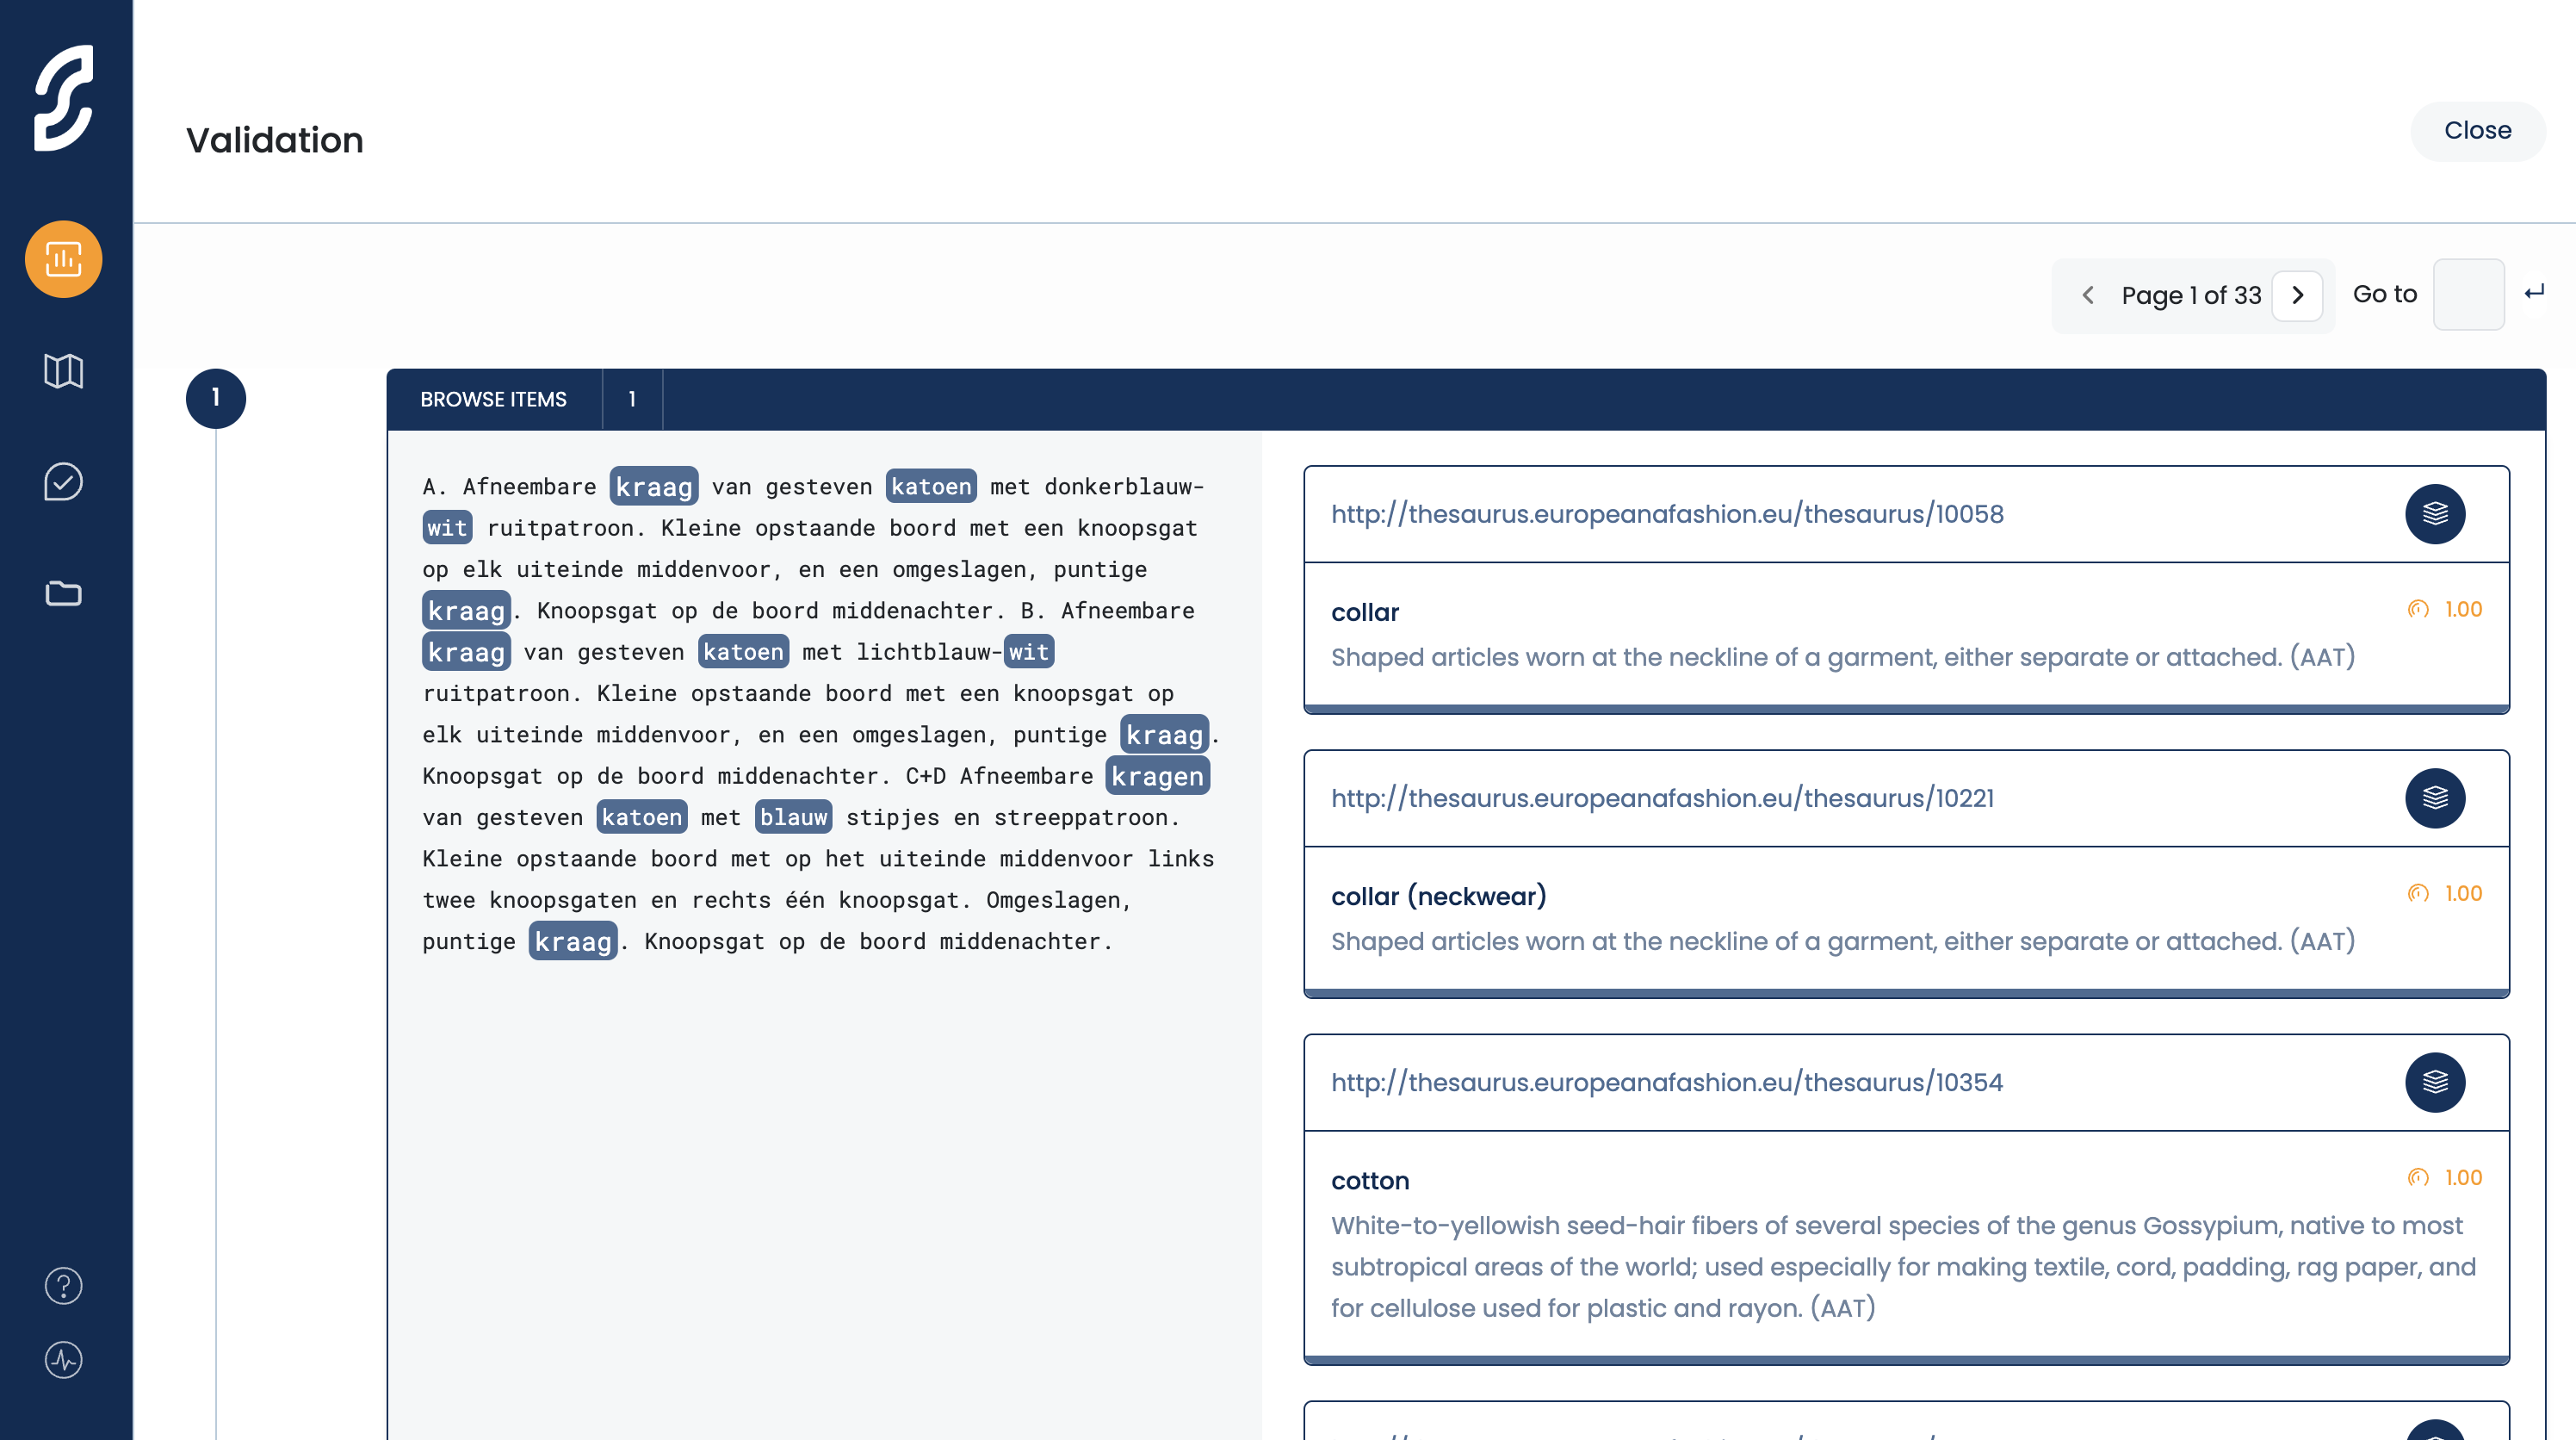 Validation
Close
Page 1 of 33
Go to
1
BROWSE ITEMS 1
A. Afneembare kraag van gesteven katoen met donkerblauw-
wit ruitpatroon. Kleine opstaande boord met een knoopsgat
op elk uiteinde middenvoor, en een omgeslagen, puntige
kraag. Knoopsgat op de boord middenachter. B. Afneembare
kraag van gesteven katoen met lichtblauw-wit
ruitpatroon. Kleine opstaande boord met een knoopsgat op
elk uiteinde middenvoor, en een omgeslagen, puntige kraag.
Knoopsgat op de boord middenachter. C+D Afneembare kragen
van gesteven katoen met blauw stipjes en streeppatroon.
Kleine opstaande boord met op het uiteinde middenvoor links
twee knoopsgaten en rechts één knoopsgat. Omgeslagen,
puntige kraag. Knoopsgat op de boord middenachter.
http://thesaurus.europeanafashion.eu/thesaurus/10058
collar
1.00
Shaped articles worn at the neckline of a garment, either separate or attached. (AAT)
http://thesaurus.europeanafashion.eu/thesaurus/10221
collar (neckwear)
1.00
Shaped articles worn at the neckline of a garment, either separate or attached. (AAT)
http://thesaurus.europeanafashion.eu/thesaurus/10354
cotton
1.00
White-to-yellowish seed-hair fibers of several species of the genus Gossypium, native to most
subtropical areas of the world; used especially for making textile, cord, padding, rag paper, and
for cellulose used for plastic and rayon. (AAT)